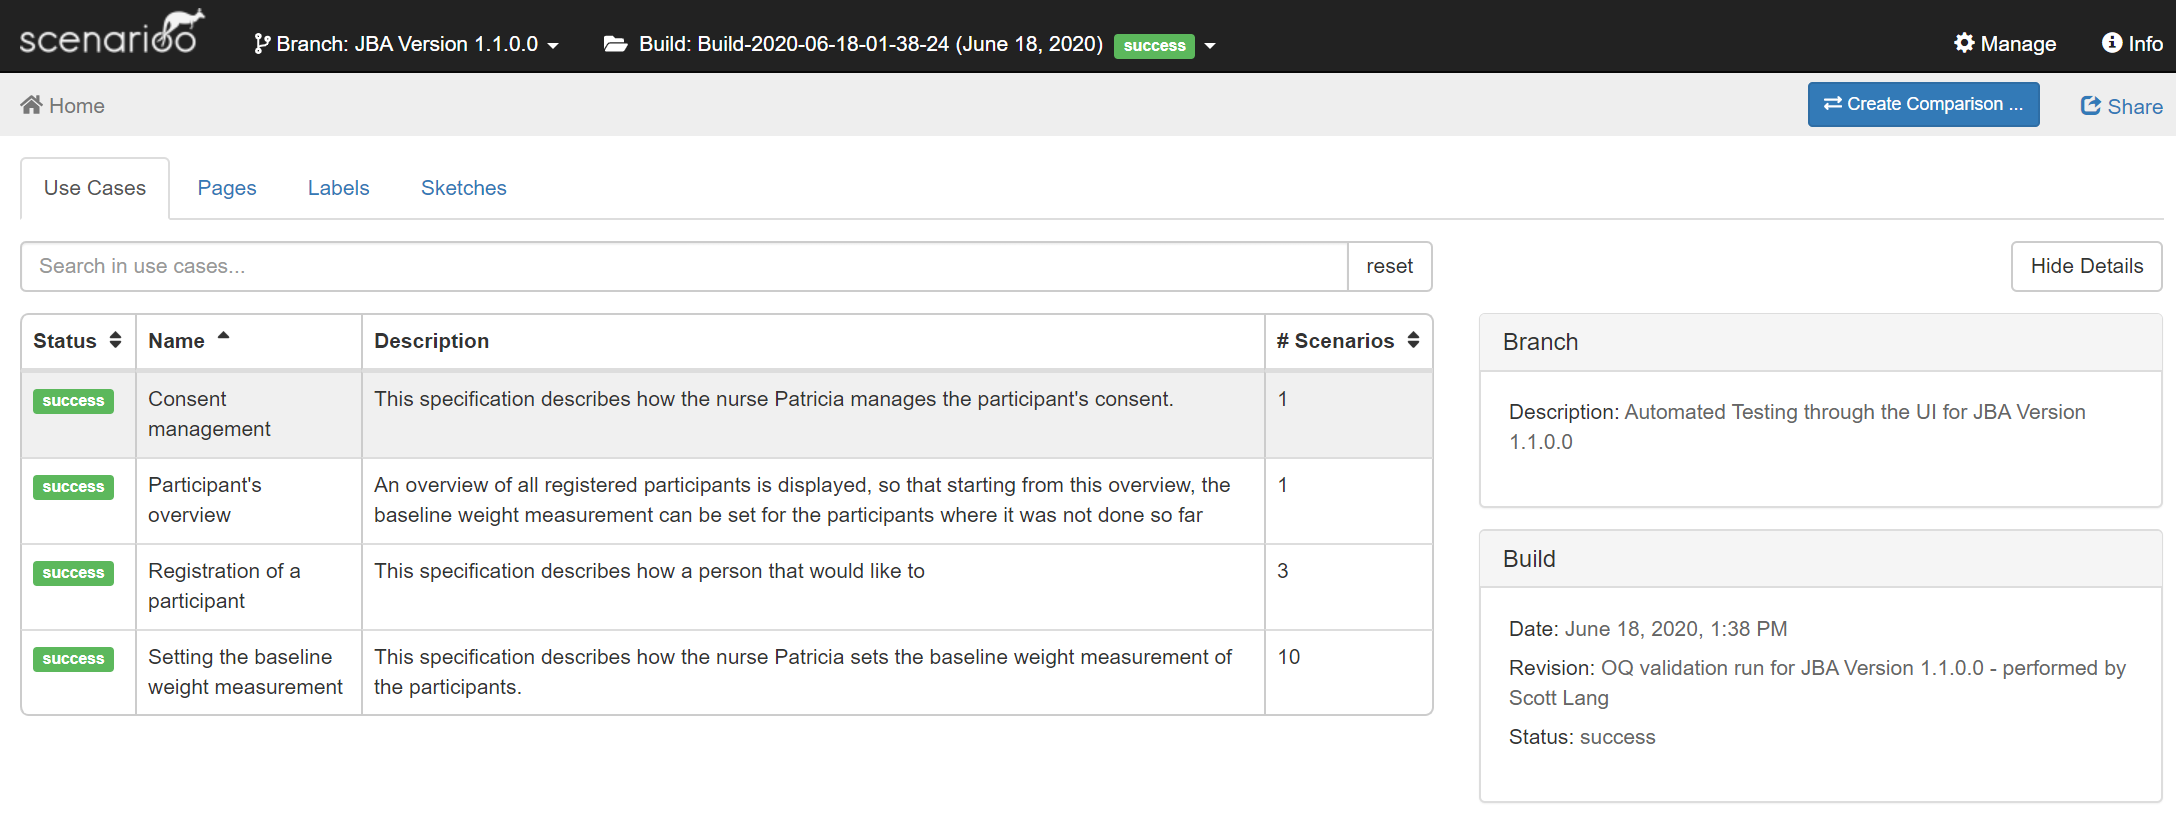 scenarioo Branch: JBA Version 1.1.0.0 Build: Build-2020-06-18-01-38-24 (June 18, 2020) success Manage Info
Home Create Comparison ... Share
Use Cases Pages Labels Sketches
Search in use cases... reset Hide Details
Status Name Description # Scenarios
success Consent This specification describes how the nurse Patricia manages the participant's consent. 1
management
success Participant's An overview of all registered participants is displayed, so that starting from this overview, the 1
overview baseline weight measurement can be set for the participants where it was not done so far
success Registration of a This specification describes how a person that would like to 3
participant
success Setting the baseline This specification describes how the nurse Patricia sets the baseline weight measurement of 10
weight measurement the participants.
Branch
Description: Automated Testing through the UI for JBA Version
1.1.0.0
Build
Date: June 18, 2020, 1:38 PM
Revision: OQ validation run for JBA Version 1.1.0.0 - performed by
Scott Lang
Status: success